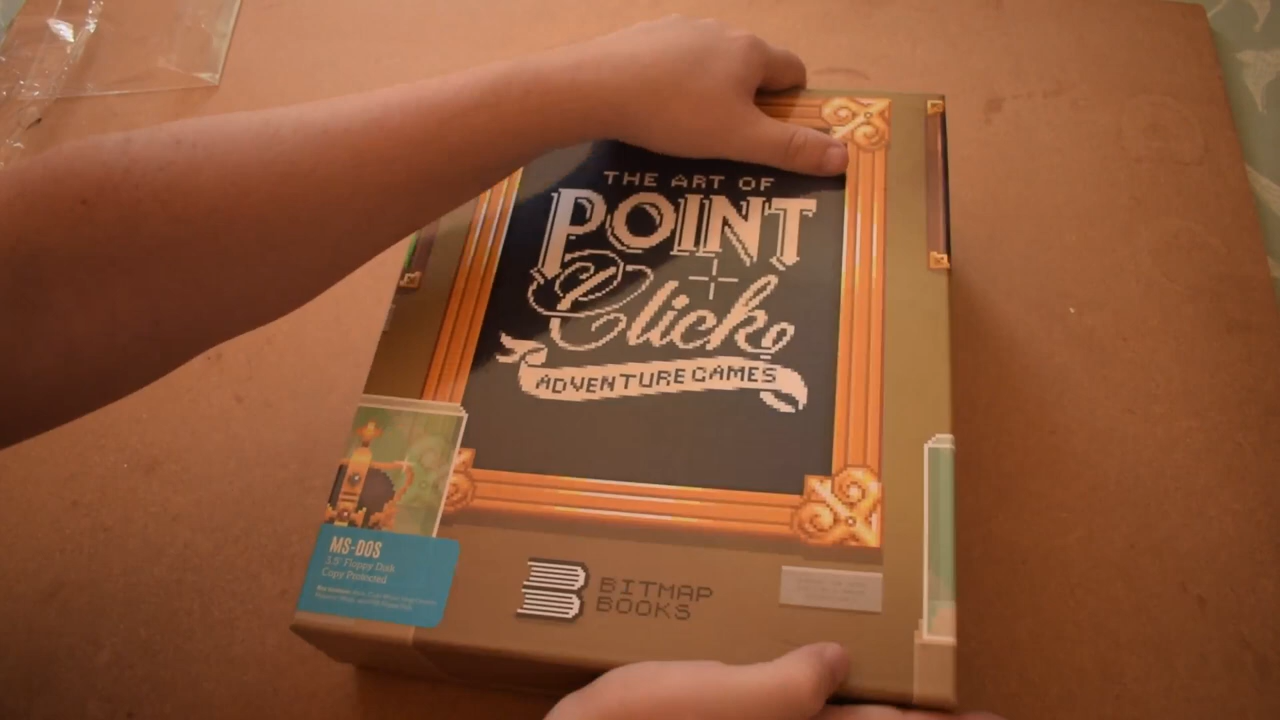 THE ART OF
POINT
Click
ADVENTURE GAMES
MS-DOS
3.5" Floppy Disk
Copy Protected
BITMAP
BOOKS